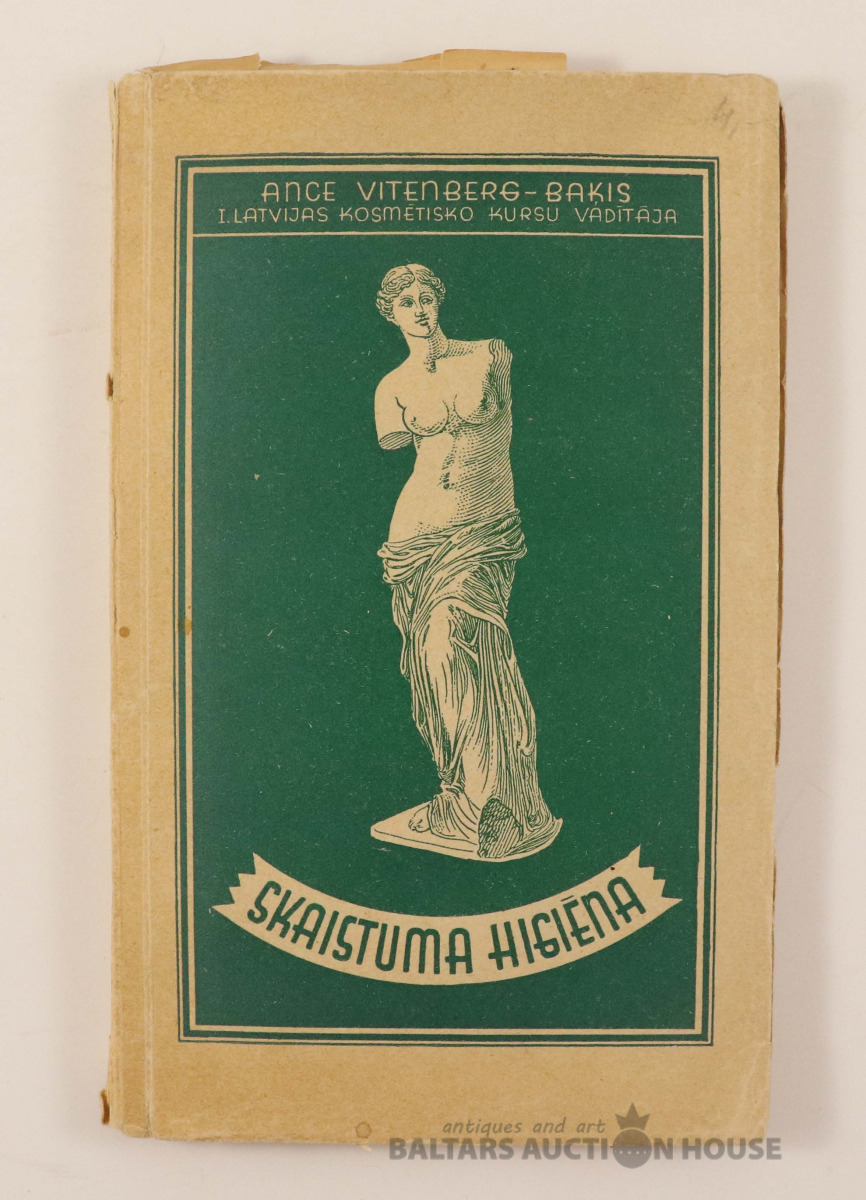 ANCE VITENBERG-BAĶIS
I. LATVIJAS KOSMĒTISKO KURSU VADĪTĀJA
SKAISTUMA HIGIĒNA
antiques and art
BALTARS AUCTION HOUSE